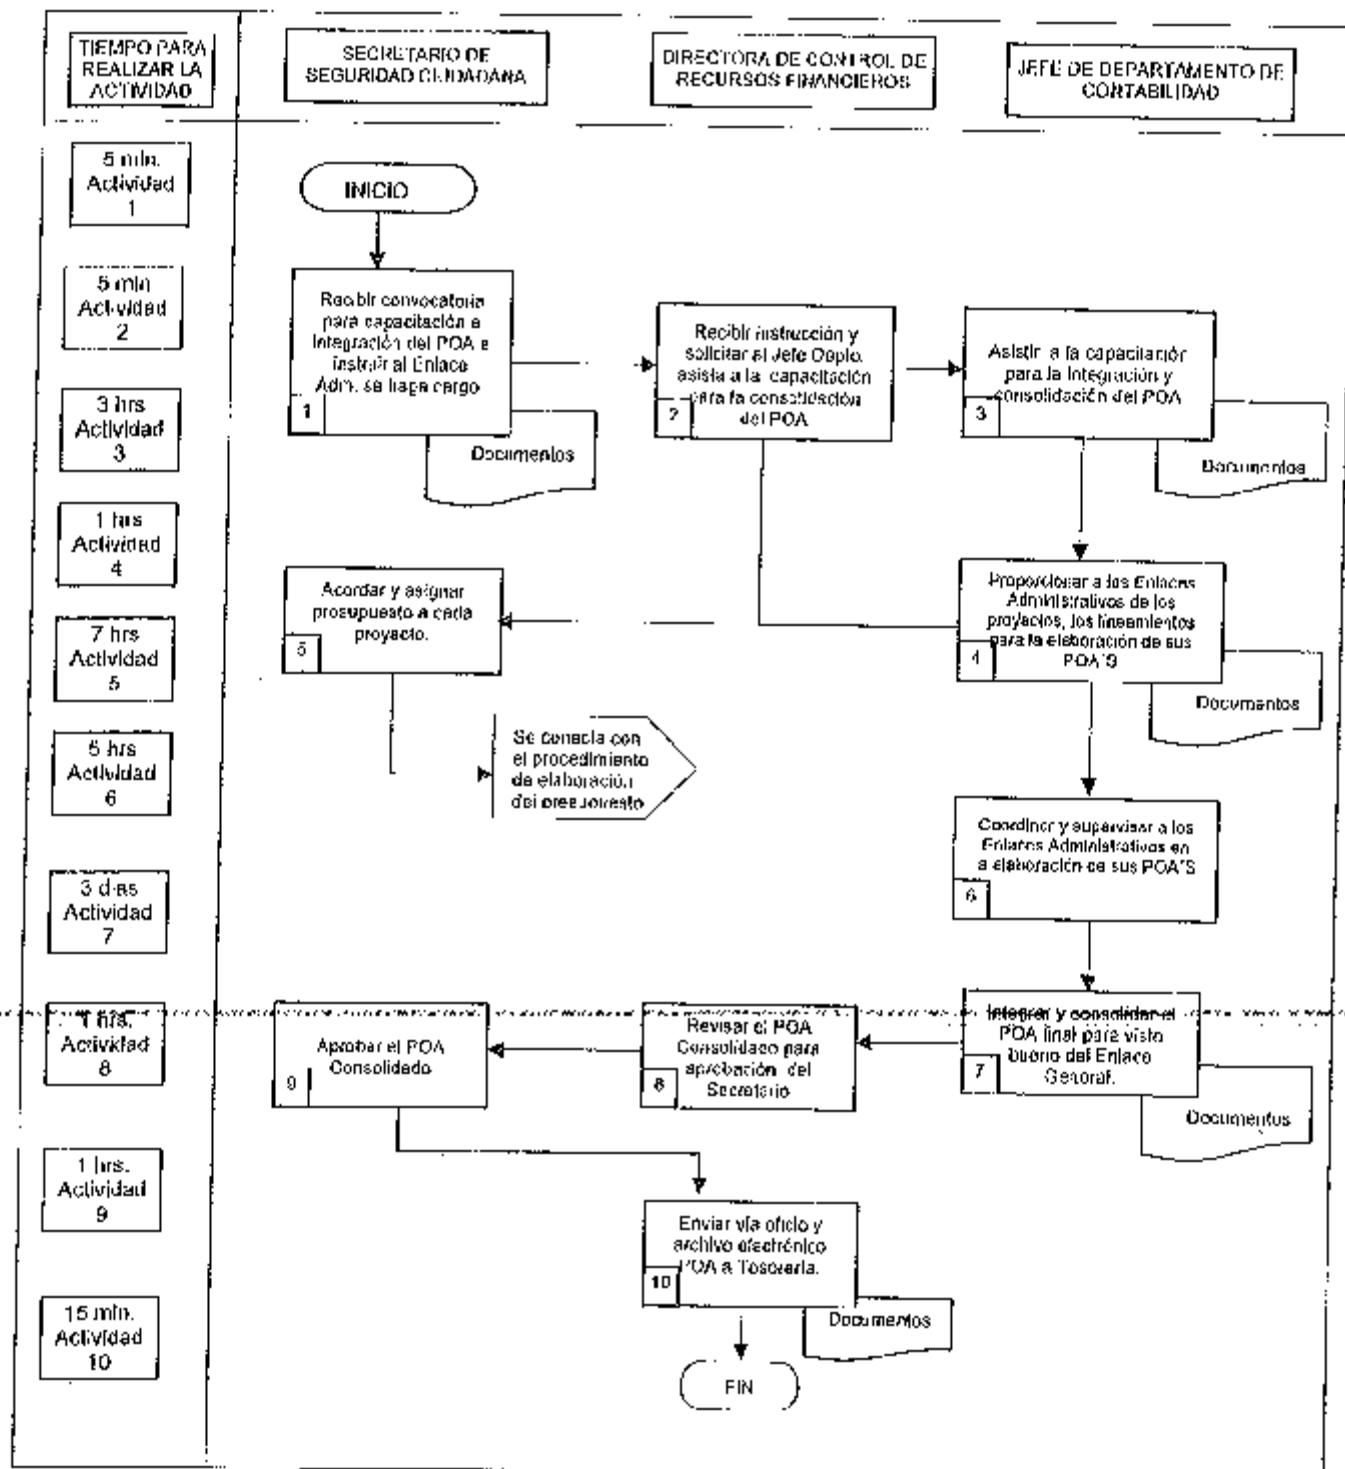 TIEMPO PARA
REALIZAR LA
ACTIVIDAD
SECRETARIO DE
SEGURIDAD CIUDADANA
DIRECTORA DE CONTROL DE
RECURSOS FINANCIEROS
JEFE DE DEPARTAMENTO DE
CONTABILIDAD
5 min.
Actividad
1
INICIO
5 min
Actividad
2
Recibir convocatoria
para capacitación e
Integración del POA e
instruir al Enlace
Adm. se haga cargo
1
Documentos
Recibir instrucción y
solicitar al Jefe Depto.
asista a la capacitación
para la consolidación
del POA
2
Asistir a la capacitación
para la Integración y
consolidación del POA
3
Documentos
3 hrs
Actividad
3
1 hrs
Actividad
4
Acordar y asignar
presupuesto a cada
proyecto.
5
Proporcionar a los Enlaces
Administrativos de los
proyectos, los lineamientos
para la elaboración de sus
POA'S
4
Documentos
7 hrs
Actividad
5
Se conecta con
el procedimiento
de elaboración
del presupuesto
5 hrs
Actividad
6
Coordinar y supervisar a los
Enlaces Administrativos en
a elaboración de sus POA'S
6
3 dias
Actividad
7
1 hrs.
Actividad
8
Aprobar el POA
Consolidado
9
Revisar el POA
Consolidado para
aprobación del
Secretario
8
Integrar y consolidar el
POA final para visto
bueno del Enlace
General.
7
Documentos
1 hrs.
Actividad
9
Enviar vía oficio y
archivo electrónico
POA a Tesorería.
10
Documentos
15 min.
Actividad
10
FIN